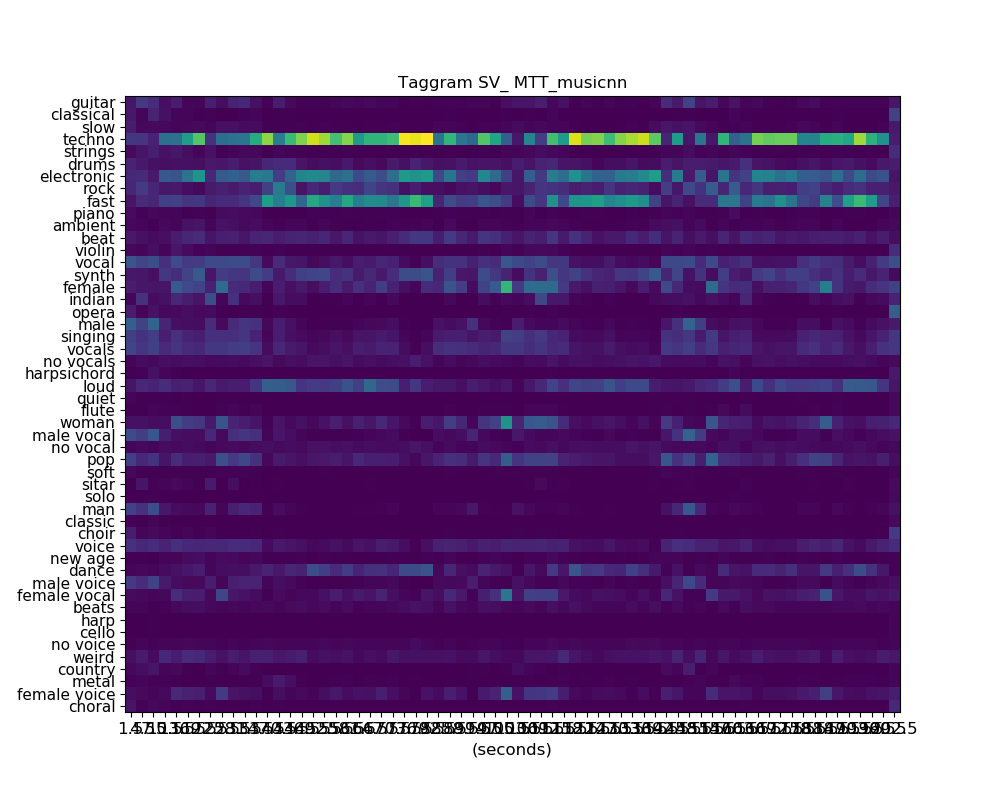 Taggram SV_ MTT_musicnn
guitar
classical
slow
techno
strings
drums
electronic
rock
fast
piano
ambient
beat
violin
vocal
synth
female
indian
opera
male
singing
vocals
no vocals
harpsichord
loud
quiet
flute
woman
male vocal
no vocal
pop
soft
sitar
solo
man
classic
choir
voice
new age
dance
male voice
female vocal
beats
harp
cello
no voice
weird
country
metal
female voice
choral
(seconds)